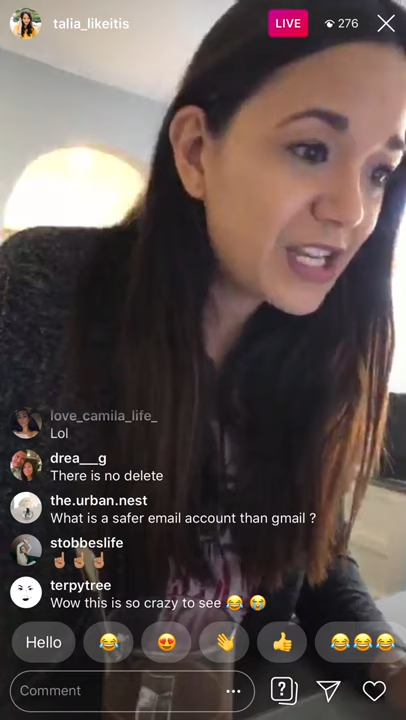 talia_likeitis
LIVE
276
love_camila_life_
Lol
drea___g
There is no delete
the.urban.nest
What is a safer email account than gmail ?
stobbeslife
🤘🏽🤘🏽🤘🏽
terpytree
Wow this is so crazy to see 😂 😭
Hello 😂 😍 👋 👍 😂😂😂
Comment ...
?